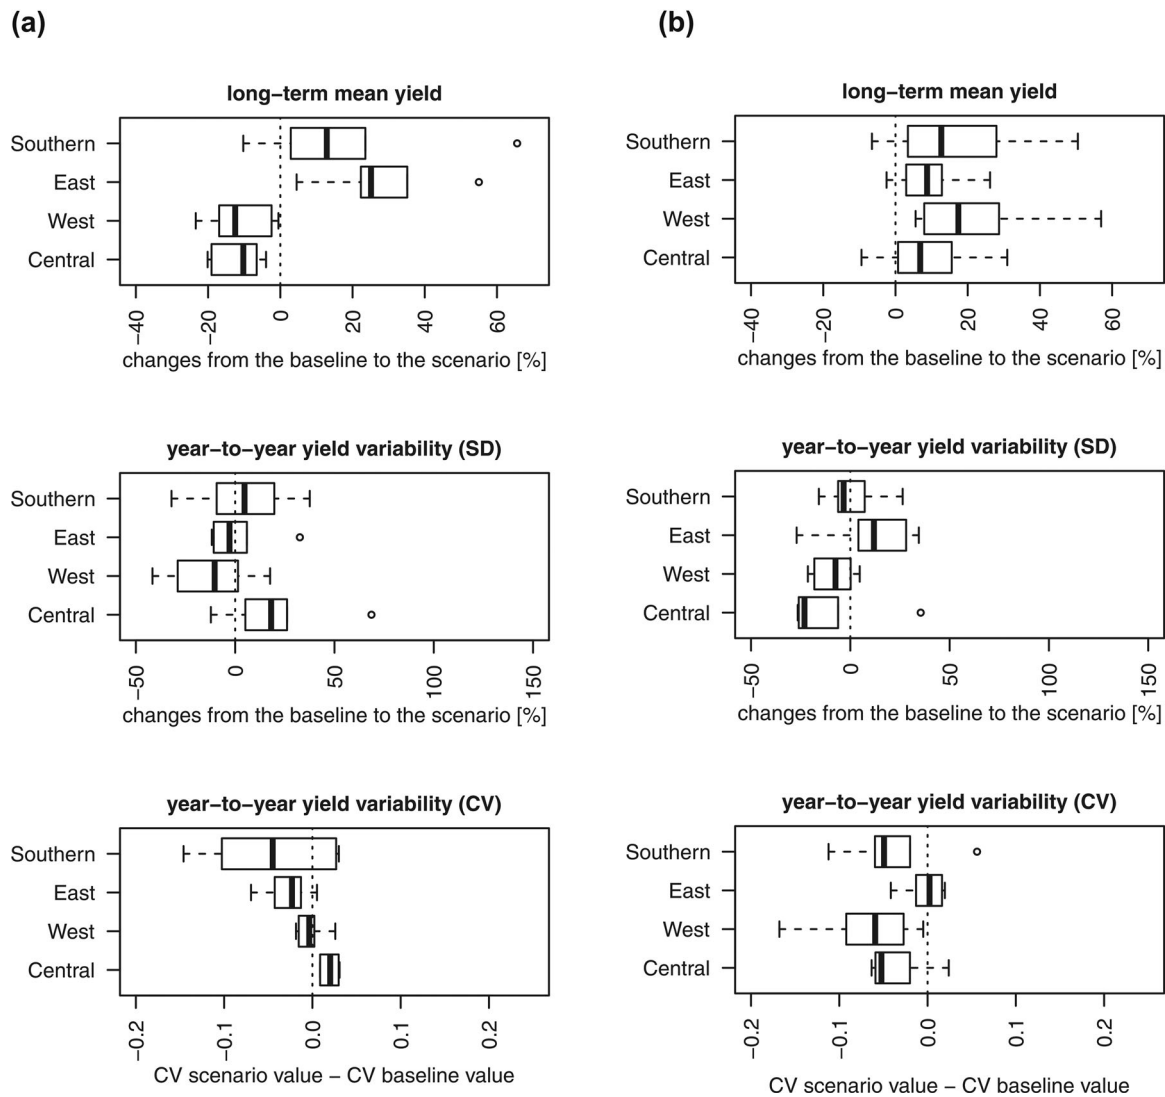 (a)
long−term mean yield
Southern
East
West
Central
−40
−20
0
20
40
60
changes from the baseline to the scenario [%]
year−to−year yield variability (SD)
Southern
East
West
Central
−50
0
50
100
150
changes from the baseline to the scenario [%]
year−to−year yield variability (CV)
Southern
East
West
Central
−0.2
−0.1
0.0
0.1
0.2
CV scenario value − CV baseline value
(b)
long−term mean yield
Southern
East
West
Central
−40
−20
0
20
40
60
changes from the baseline to the scenario [%]
year−to−year yield variability (SD)
Southern
East
West
Central
−50
0
50
100
150
changes from the baseline to the scenario [%]
year−to−year yield variability (CV)
Southern
East
West
Central
−0.2
−0.1
0.0
0.1
0.2
CV scenario value − CV baseline value